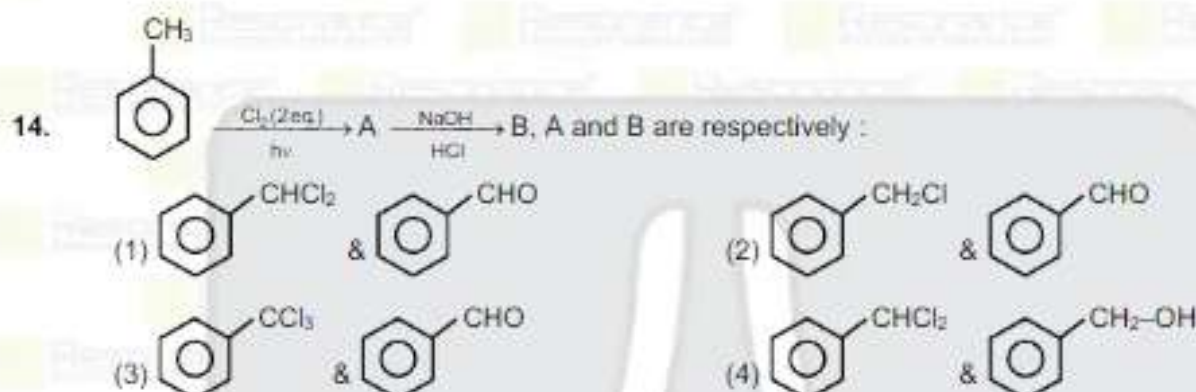 CH₃
14.
Cl₂(2eq.)
hν
A
NaOH
HCl
B, A and B are respectively :
(1)
CHCl₂
&
CHO
(2)
CH₂Cl
&
CHO
(3)
CCl₃
&
CHO
(4)
CHCl₂
&
CH₂–OH